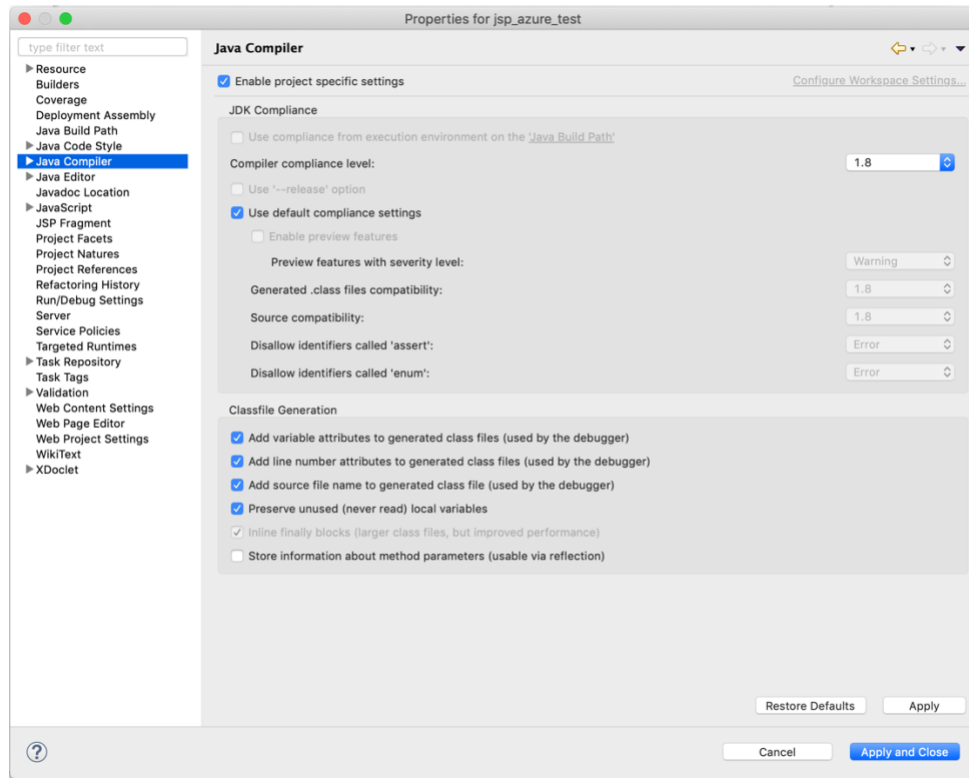 Properties for jsp_azure_test
type filter text
Resource
Builders
Coverage
Deployment Assembly
Java Build Path
Java Code Style
Java Compiler
Java Editor
Javadoc Location
JavaScript
JSP Fragment
Project Facets
Project Natures
Project References
Refactoring History
Run/Debug Settings
Server
Service Policies
Targeted Runtimes
Task Repository
Task Tags
Validation
Web Content Settings
Web Page Editor
Web Project Settings
WikiText
XDoclet
Java Compiler
Enable project specific settings
Configure Workspace Settings...
JDK Compliance
Use compliance from execution environment on the 'Java Build Path'
Compiler compliance level: 1.8
Use '--release' option
Use default compliance settings
Enable preview features
Preview features with severity level: Warning
Generated .class files compatibility: 1.8
Source compatibility: 1.8
Disallow identifiers called 'assert': Error
Disallow identifiers called 'enum': Error
Classfile Generation
Add variable attributes to generated class files (used by the debugger)
Add line number attributes to generated class files (used by the debugger)
Add source file name to generated class file (used by the debugger)
Preserve unused (never read) local variables
Inline finally blocks (larger class files, but improved performance)
Store information about method parameters (usable via reflection)
Restore Defaults Apply
? Cancel Apply and Close